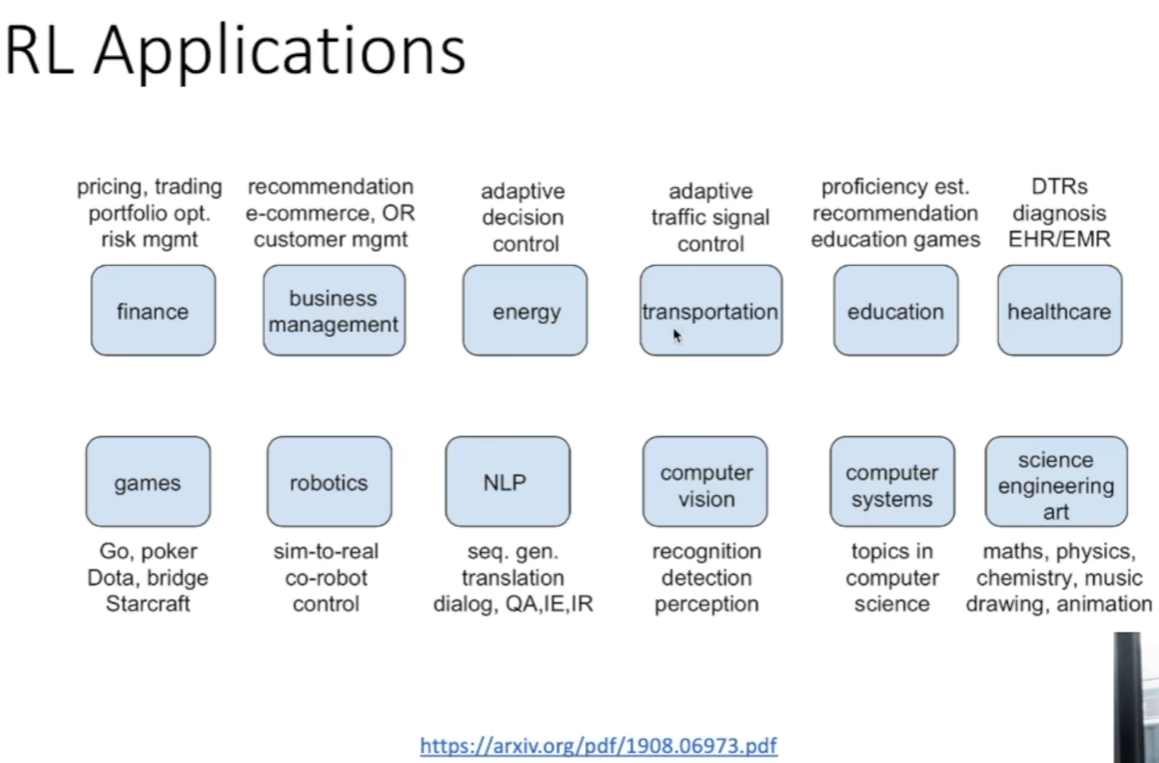 RL Applications
pricing, trading
portfolio opt.
risk mgmt
recommendation
e-commerce, OR
customer mgmt
adaptive
decision
control
adaptive
traffic signal
control
proficiency est.
recommendation
education games
DTRs
diagnosis
EHR/EMR
finance
business
management
energy
transportation
education
healthcare
games
robotics
NLP
computer
vision
computer
systems
science
engineering
art
Go, poker
Dota, bridge
Starcraft
sim-to-real
co-robot
control
seq. gen.
translation
dialog, QA,IE,IR
recognition
detection
perception
topics in
computer
science
maths, physics,
chemistry, music
drawing, animation
https://arxiv.org/pdf/1908.06973.pdf